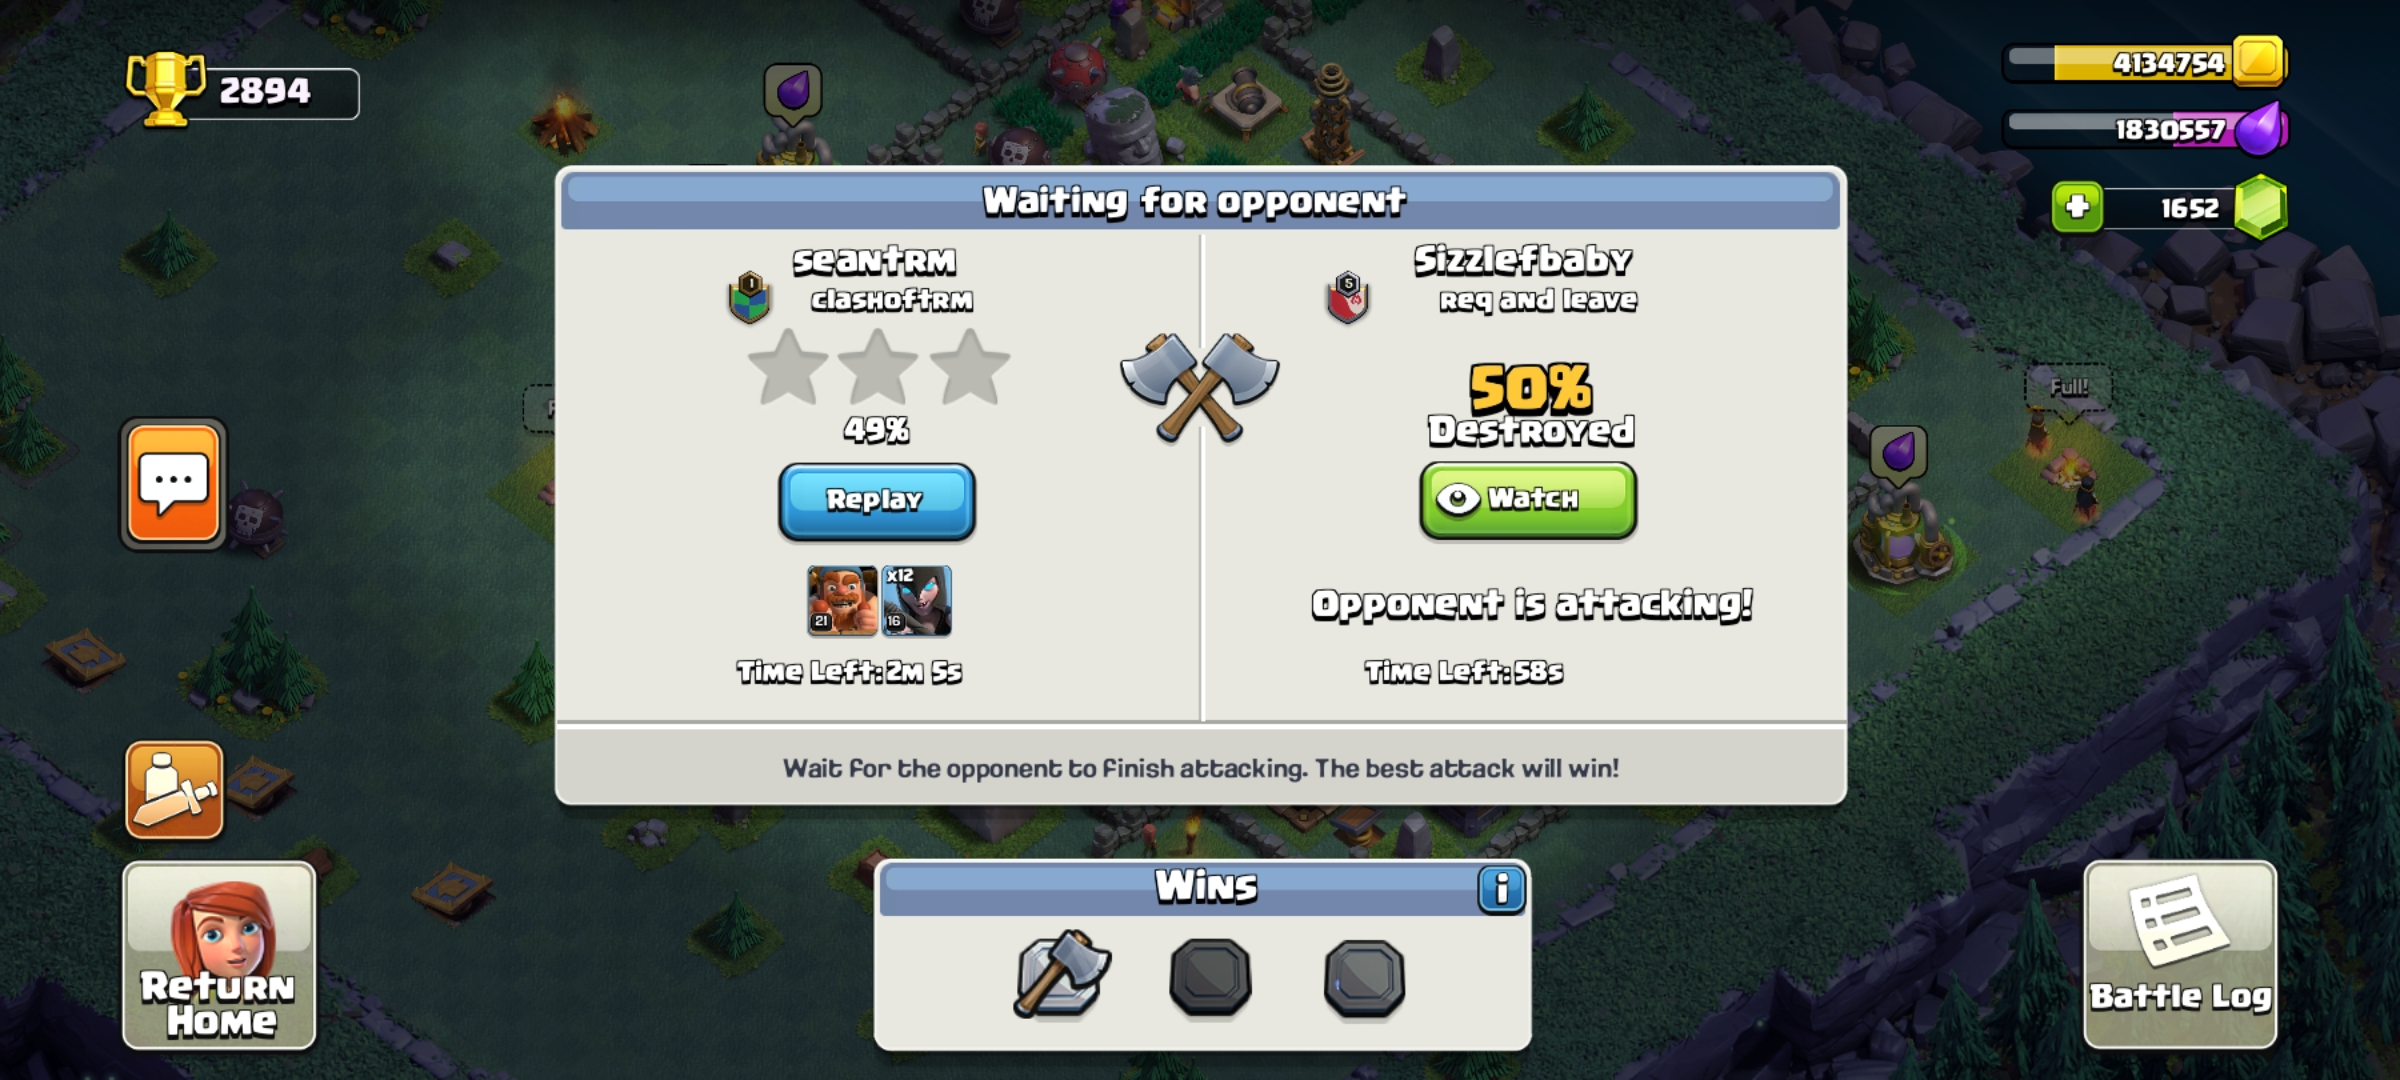 2894
4134754
1830557
1652
Waiting for opponent
seantrm
clashoftrm
49%
Replay
21
x12
16
Time Left: 2m 5s
Sizzlefbaby
req and leave
50%
Destroyed
Watch
Opponent is attacking!
Time Left: 58s
Wait for the opponent to finish attacking. The best attack will win!
1
5
Full!
Wins
i
Return
Home
Battle Log